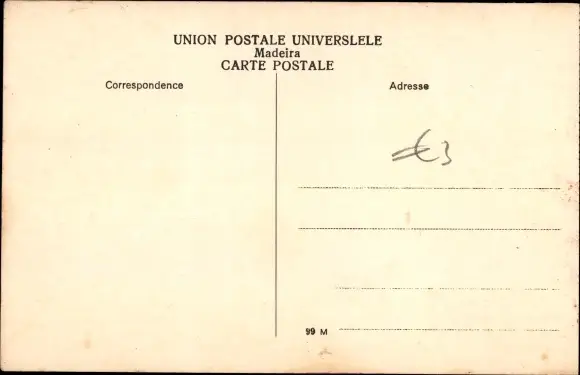 UNION POSTALE UNIVERSLELE
Madeira
CARTE POSTALE
Correspondence
Adresse
€3
99 M